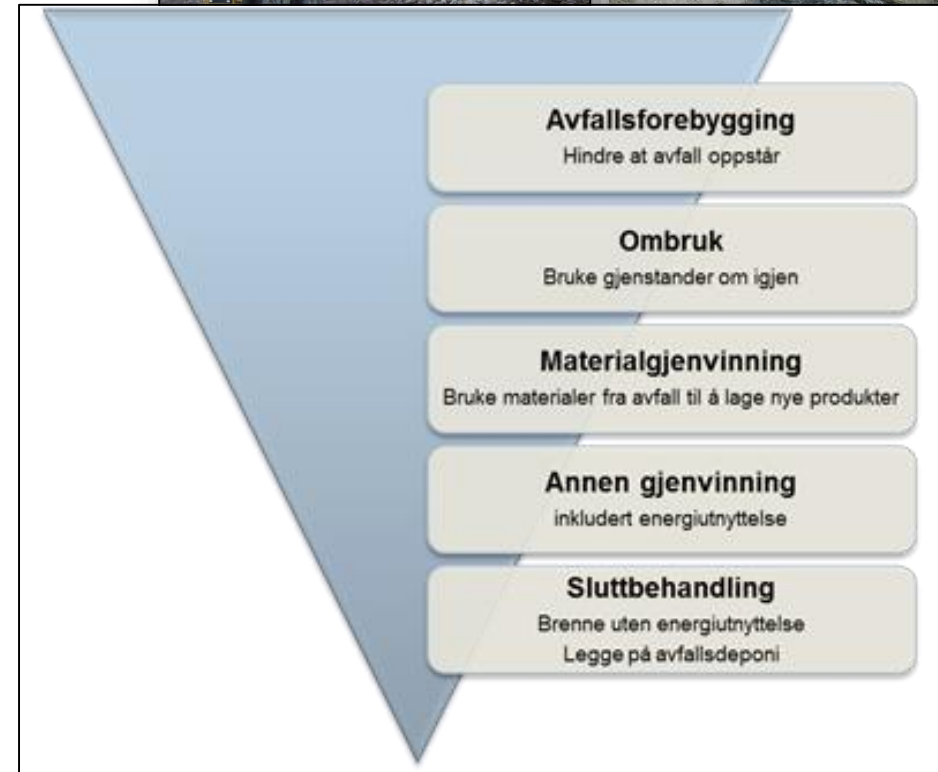 Avfallsforebygging
Hindre at avfall oppstår
Ombruk
Bruke gjenstander om igjen
Materialgjenvinning
Bruke materialer fra avfall til å lage nye produkter
Annen gjenvinning
inkludert energiutnyttelse
Sluttbehandling
Brenne uten energiutnyttelse
Legge på avfallsdeponi